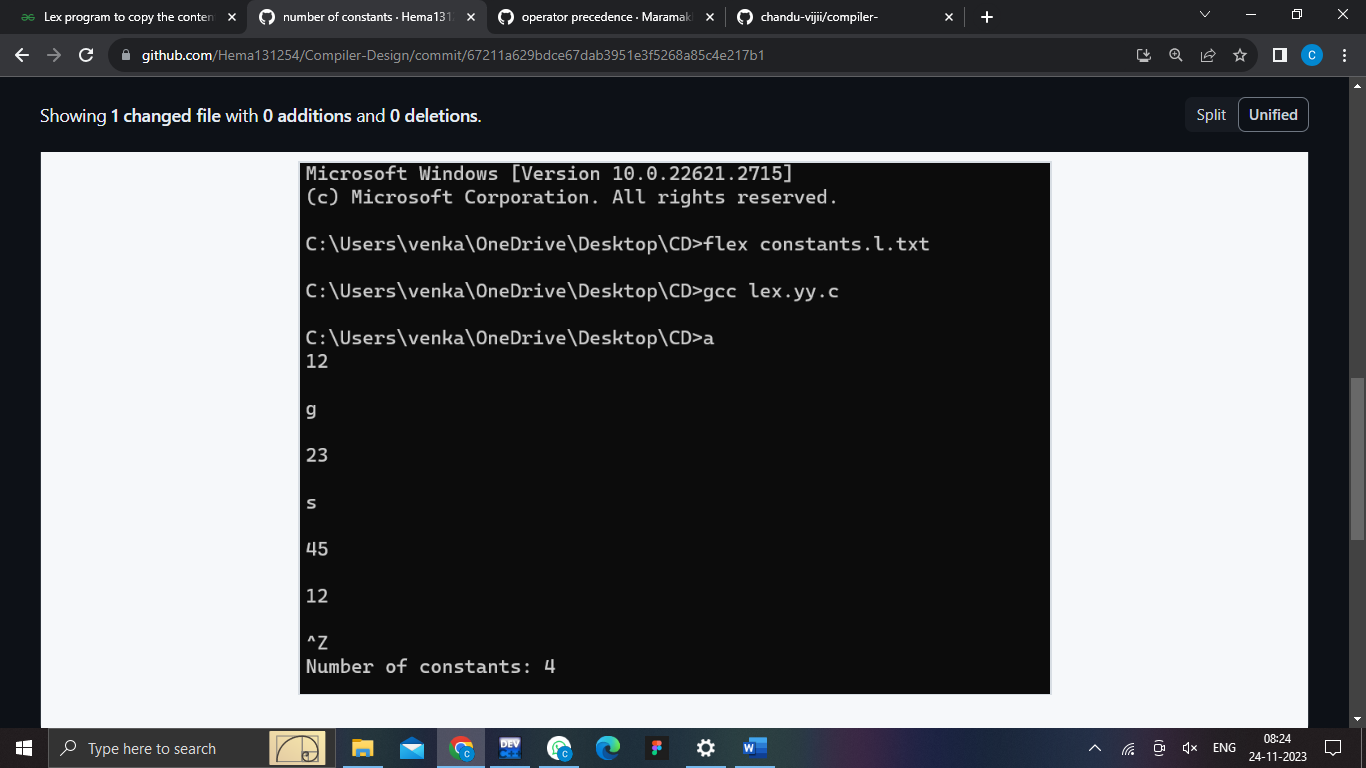 Lex program to copy the conten
number of constants · Hema131
operator precedence · Maramak
chandu-vijii/compiler-
github.com/Hema131254/Compiler-Design/commit/67211a629bdce67dab3951e3f5268a85c4e217b1
C
Showing 1 changed file with 0 additions and 0 deletions.
Split
Unified
Microsoft Windows [Version 10.0.22621.2715]
(c) Microsoft Corporation. All rights reserved.
C:\Users\venka\OneDrive\Desktop\CD>flex constants.l.txt
C:\Users\venka\OneDrive\Desktop\CD>gcc lex.yy.c
C:\Users\venka\OneDrive\Desktop\CD>a
12
g
23
s
45
12
^Z
Number of constants: 4
Type here to search
C
DEV
C
W
ENG
08:24
24-11-2023